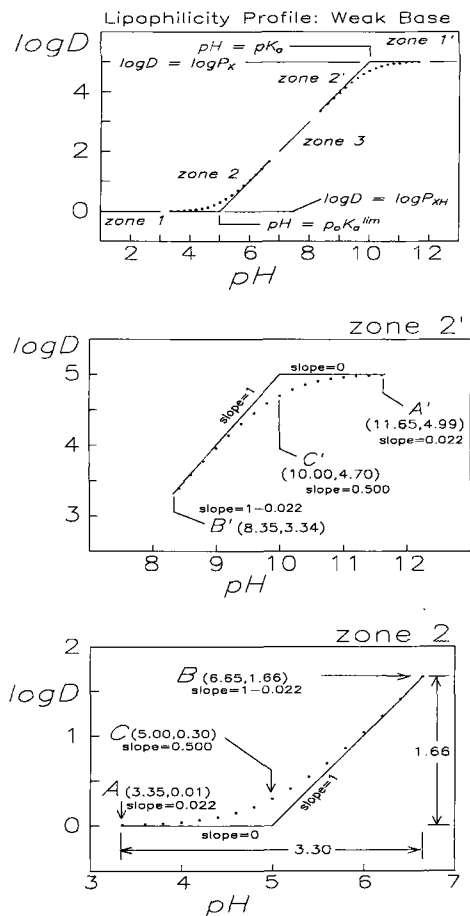 Lipophilicity Profile: Weak Base
logD
pH = pKa
zone 1'
logD = logPX
zone 2'
4
zone 3
2
zone 2
logD = logPXH
0
zone 1
pH = poKa lim
2 4 6 8 10 12
pH
zone 2'
logD
slope=0
5
slope=1
A'
(11.65,4.99)
slope=0.022
4
C'
(10.00,4.70)
slope=0.500
slope=1-0.022
3
B' (8.35,3.34)
8 9 10 11 12
pH
zone 2
2
logD
B (6.65,1.66)
slope=1-0.022
C (5.00,0.30)
slope=0.500
1
1.66
A (3.35,0.01)
slope=0.022
slope=1
0
slope=0
3.30
3 4 5 6 7
pH